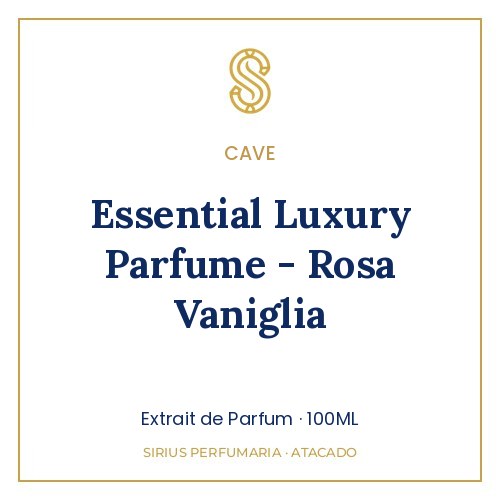 CAVE
Essential Luxury
Parfume - Rosa
Vaniglia
Extrait de Parfum · 100ML
SIRIUS PERFUMARIA · ATACADO